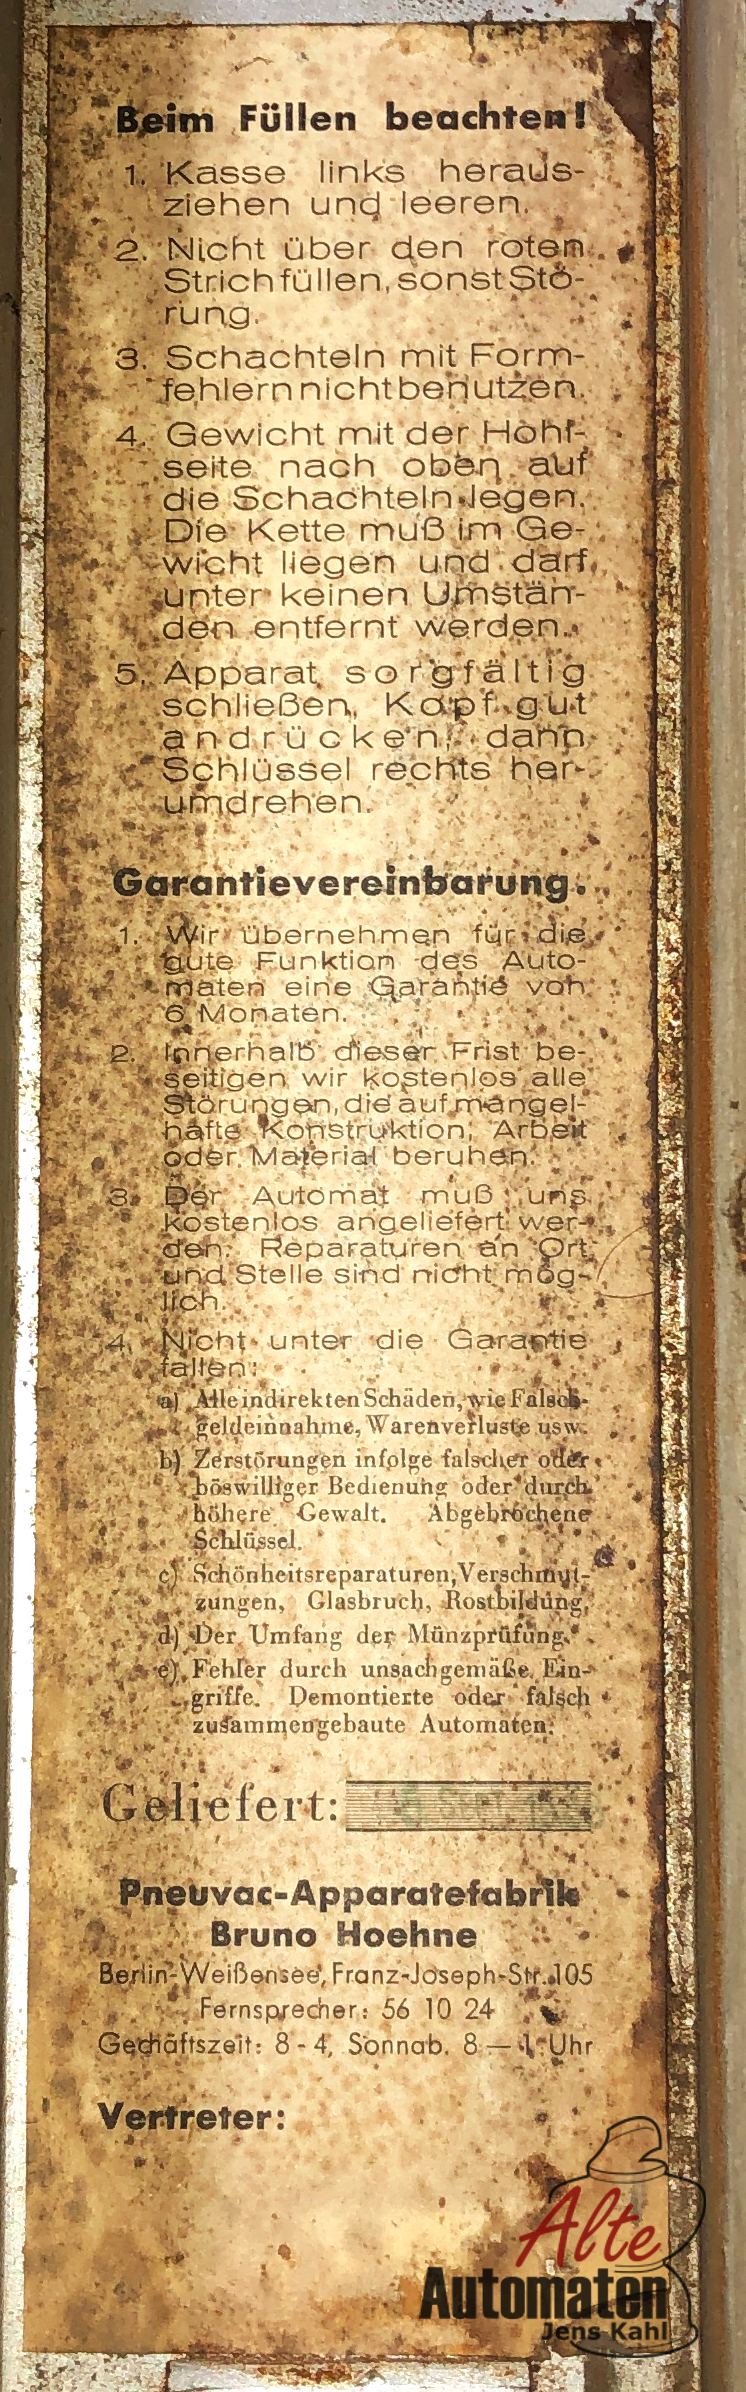 Beim Füllen beachten!
1. Kasse links heraus-
ziehen und leeren.
2. Nicht über den roten
Strich füllen, sonst Stö-
rung.
3. Schachteln mit Form-
fehlern nicht benutzen.
4. Gewicht mit der Hohl-
seite nach oben auf
die Schachteln legen.
Die Kette muß im Ge-
wicht liegen und darf
unter keinen Umstän-
den entfernt werden.
5. Apparat sorgfältig
schließen, Kopf gut
andrücken, dann
Schlüssel rechts her-
umdrehen.
Garantievereinbarung.
1. Wir übernehmen für die
gute Funktion des Auto-
maten eine Garantie von
6 Monaten.
2. Innerhalb dieser Frist be-
seitigen wir kostenlos alle
Störungen, die auf mangel-
hafte Konstruktion, Arbeit
oder Material beruhen.
3. Der Automat muß uns
kostenlos angeliefert wer-
den. Reparaturen an Ort
und Stelle sind nicht mög-
lich.
4. Nicht unter die Garantie
fallen:
a) Alle indirekten Schäden, wie Falsch-
geldeinnahme, Warenverluste usw.
b) Zerstörungen infolge falscher oder
böswilliger Bedienung oder durch
höhere Gewalt. Abgebrochene
Schlüssel.
c) Schönheitsreparaturen, Verschmut-
zungen, Glasbruch, Rostbildung.
d) Der Umfang der Münzprüfung.
e) Fehler durch unsachgemäße Ein-
griffe. Demontierte oder falsch
zusammengebaute Automaten.
Geliefert:
Pneuvac-Apparatefabrik
Bruno Hoehne
Berlin-Weißensee, Franz-Joseph-Str. 105
Fernsprecher: 56 10 24
Gechäftszeit: 8 - 4, Sonnab. 8 — 1 Uhr
Vertreter:
Alte
Automaten
Jens Kahl